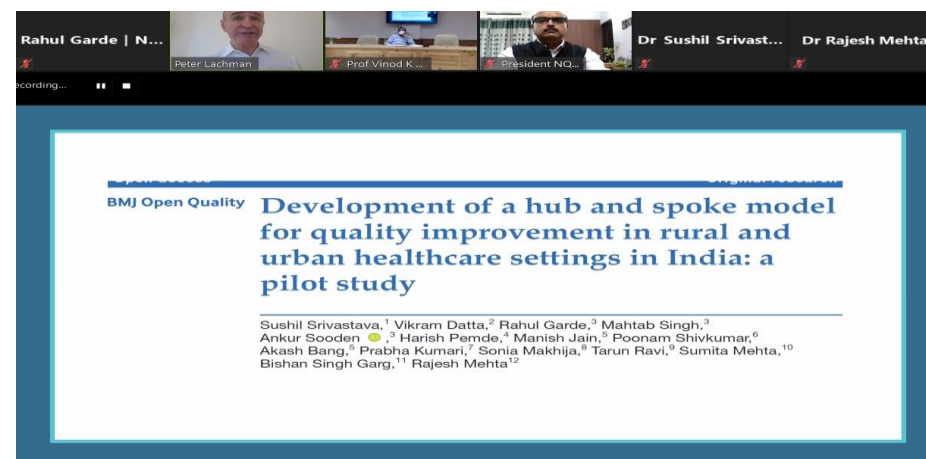 Rahul Garde | N...
Peter Lachman
Prof Vinod K ...
President NQ...
Dr Sushil Srivast...
Dr Rajesh Mehta
ecording...
Open access
Original research
BMJ Open Quality
Development of a hub and spoke model
for quality improvement in rural and
urban healthcare settings in India: a
pilot study
Sushil Srivastava,¹ Vikram Datta,² Rahul Garde,³ Mahtab Singh,³
Ankur Sooden ,³ Harish Pemde,⁴ Manish Jain,⁵ Poonam Shivkumar,⁶
Akash Bang,⁵ Prabha Kumari,⁷ Sonia Makhija,⁸ Tarun Ravi,⁹ Sumita Mehta,¹⁰
Bishan Singh Garg,¹¹ Rajesh Mehta¹²